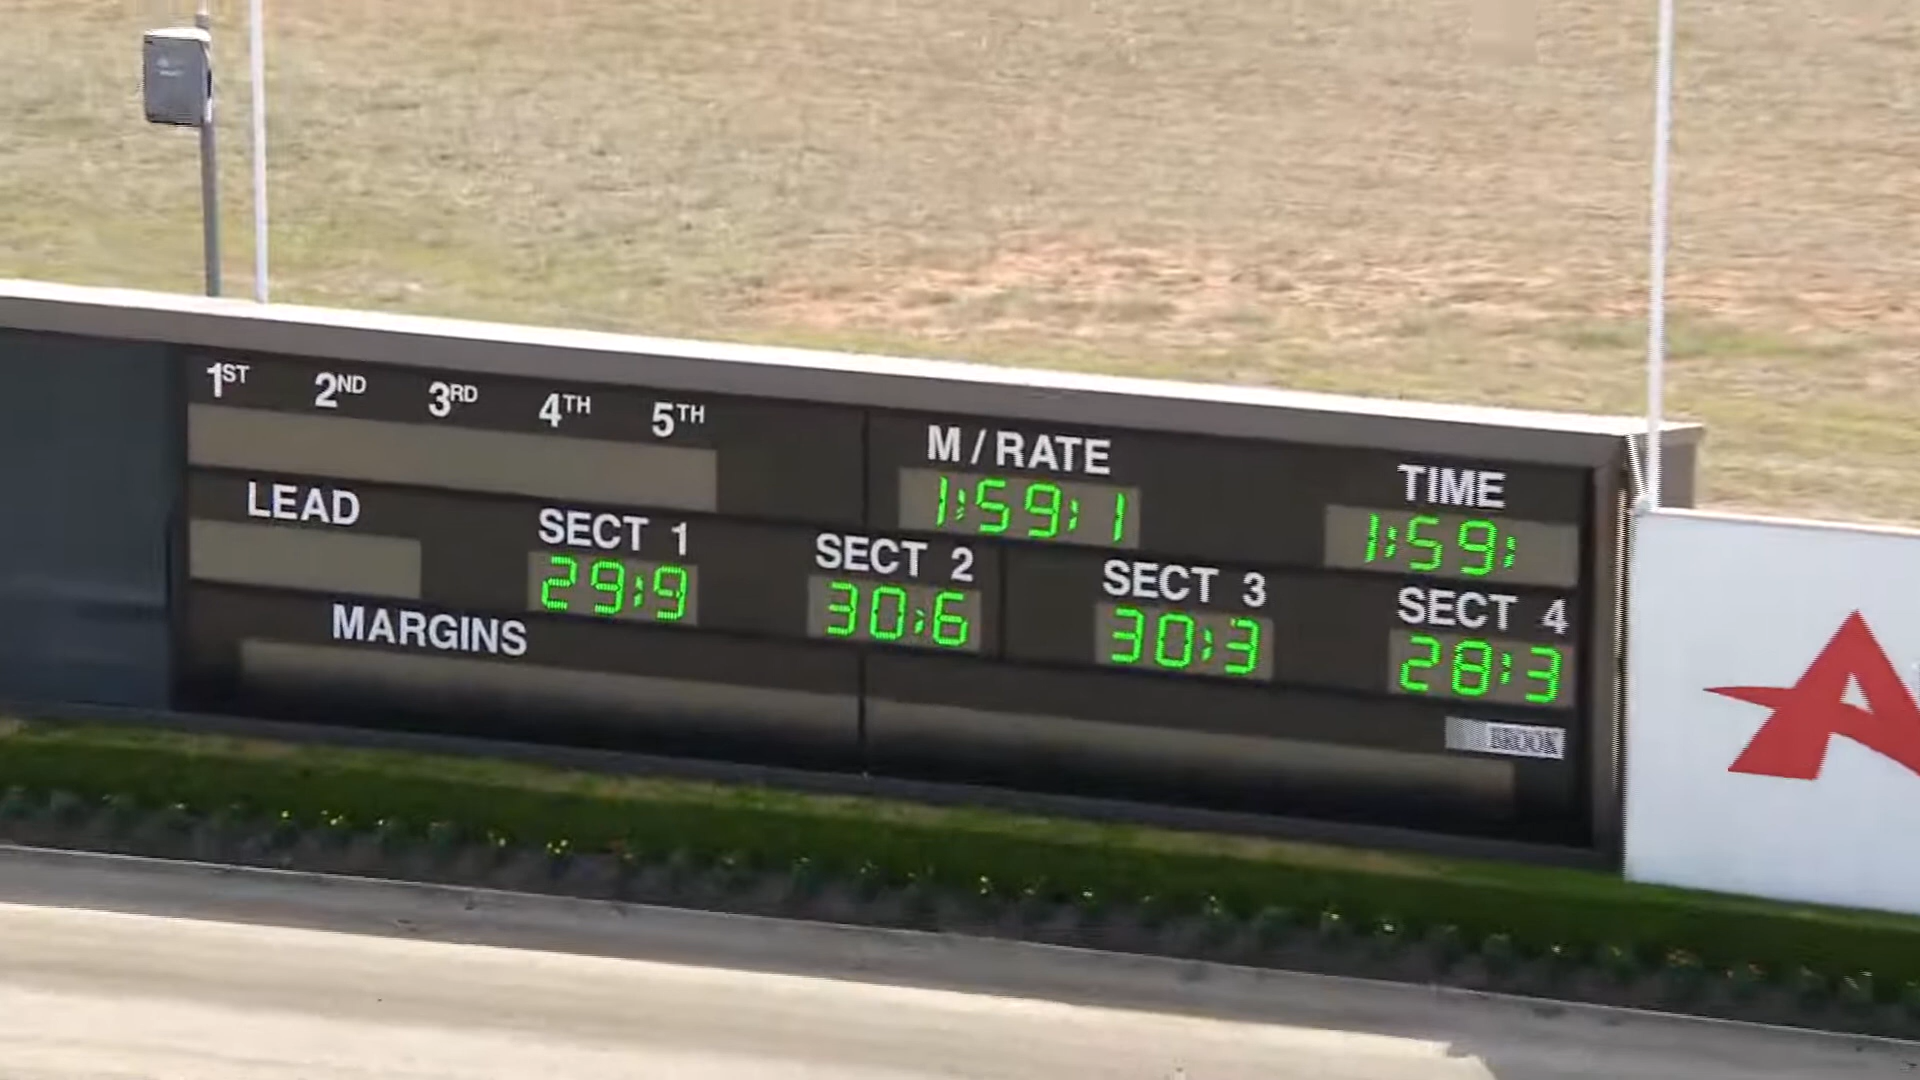 1ST 2ND 3RD 4TH 5TH
M/RATE
TIME
1:59:1
1:59:
LEAD
SECT 1
SECT 2
SECT 3
SECT 4
29:9
30:6
30:3
28:3
MARGINS
BROOK